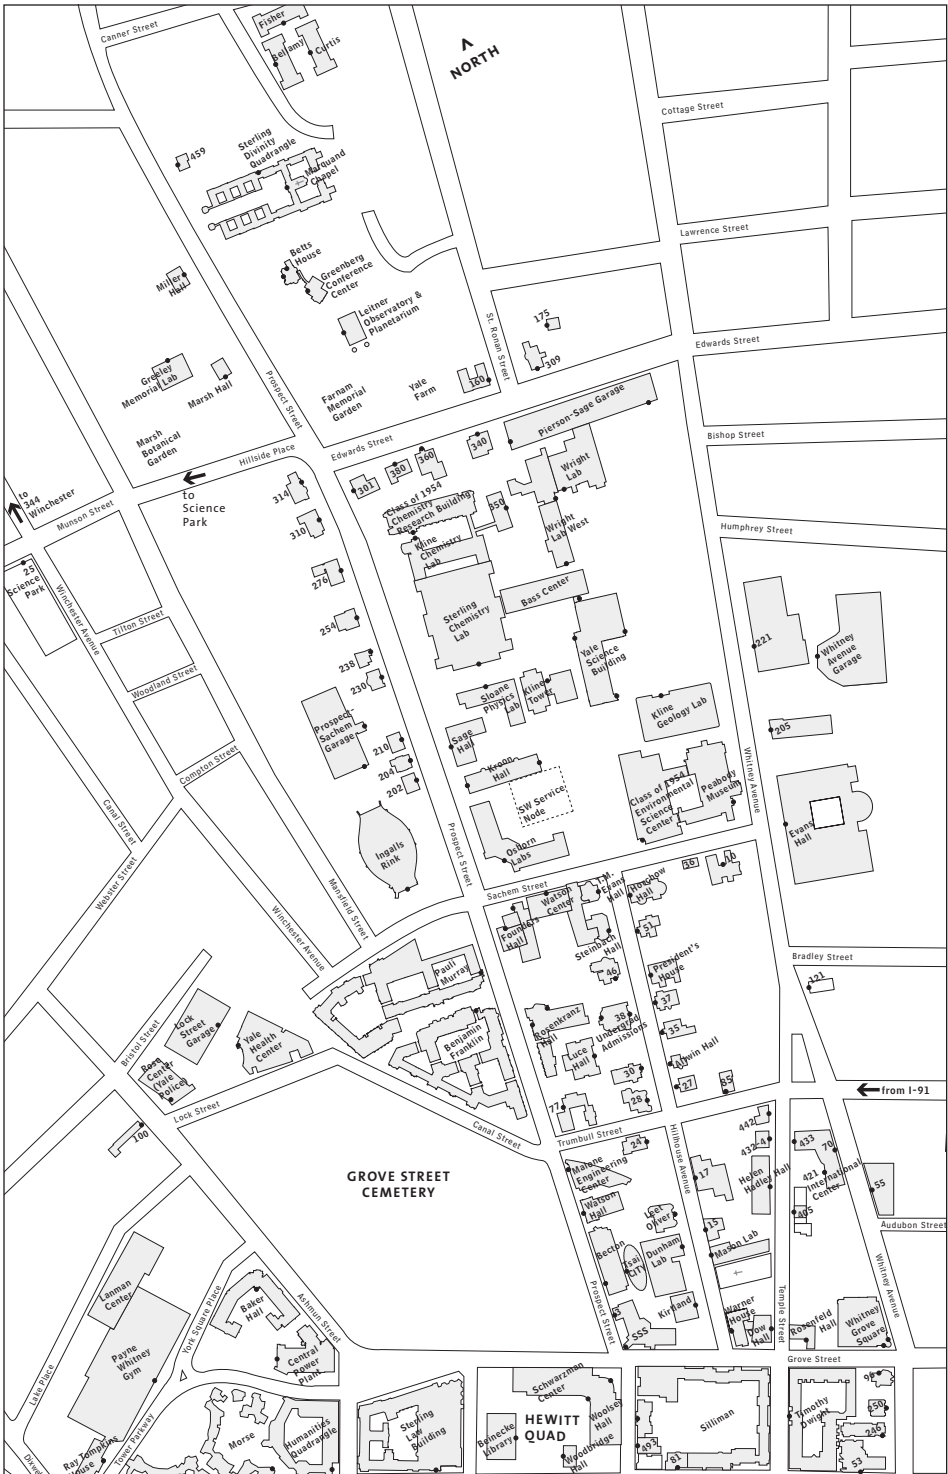 Canner Street
Fisher
Bellamy
Curtis
NORTH
Cottage Street
459
Sterling
Divinity
Quadrangle
Marquand
Chapel
Lawrence Street
Betts
House
Greenberg
Conference
Center
Miller
Hall
Leitner
Observatory &
Planetarium
175
St. Ronan Street
309
Edwards Street
Greeley
Memorial Lab
Marsh Hall
Prospect Street
Farnam
Memorial
Garden
Yale
Farm
160
Pierson-Sage Garage
Marsh
Botanical
Garden
Hillside Place
Edwards Street
Bishop Street
to
344
Winchester
to
Science
Park
Munson Street
314
301
380
360
340
Wright
Lab
Class of 1954
Chemistry
Research Building
350
310
Kline
Chemistry
Lab
Wright
Lab West
Humphrey Street
25
Science
Park
Winchester Avenue
276
Bass Center
Tilton Street
254
Sterling
Chemistry
Lab
Yale
Science
Building
221
Whitney
Avenue
Garage
Woodland Street
238
230
Sloane
Physics
Lab
Kline
Tower
Kline
Geology Lab
Prospect-
Sachem
Garage
210
Sage
Hall
205
Compton Street
204
202
Kroon
Hall
SW Service
Node
Class of 1954
Environmental
Science
Center
Peabody
Museum
Whitney Avenue
Canal Street
Evans
Hall
Osborn
Labs
Ingalls
Rink
Prospect Street
Webster Street
Mansfield Street
Sachem Street
Winchester Avenue
Watson
Center
T.M.
Evans
Hall
Horchow
Hall
56
10
Founders
Hall
Steinbach
Hall
51
46
President's
House
Bradley Street
121
Pauli
Murray
37
Bristol Street
Lock
Street
Garage
Yale
Health
Center
Benjamin
Franklin
Rosenkranz
Hall
38
Undergrad
Admissions
35
Luce
Hall
Allwin Hall
Rose
Center
(Yale
Police)
30
27
85
from I-91
77
28
Lock Street
Canal Street
100
Trumbull Street
24
442
432-4
433
70
Hillhouse Avenue
GROVE STREET
CEMETERY
Malone
Engineering
Center
17
Helen
Hadley Hall
421
International
Center
55
Watson
Hall
Leet
Oliver
405
Audubon Street
15
Becton
Tsai
CITY
Dunham
Lab
Mason Lab
Lanman
Center
York Square Place
Baker
Hall
Ashmun Street
Prospect Street
Kirtland
SSS
Temple Street
Warner
House
Dow
Hall
Rosenfeld
Hall
Whitney
Grove
Square
Whitney Avenue
Grove Street
Payne
Whitney
Gym
Central
Power
Plant
Lake Place
Tower Parkway
Schwarzman
Center
96
Morse
Humanities
Quadrangle
Sterling
Law
Building
Beinecke
Library
HEWITT
QUAD
Woolsey
Hall
Woodbridge
Hall
Silliman
Timothy
Dwight
250
246
Ray Tompkins
House
495
81
53